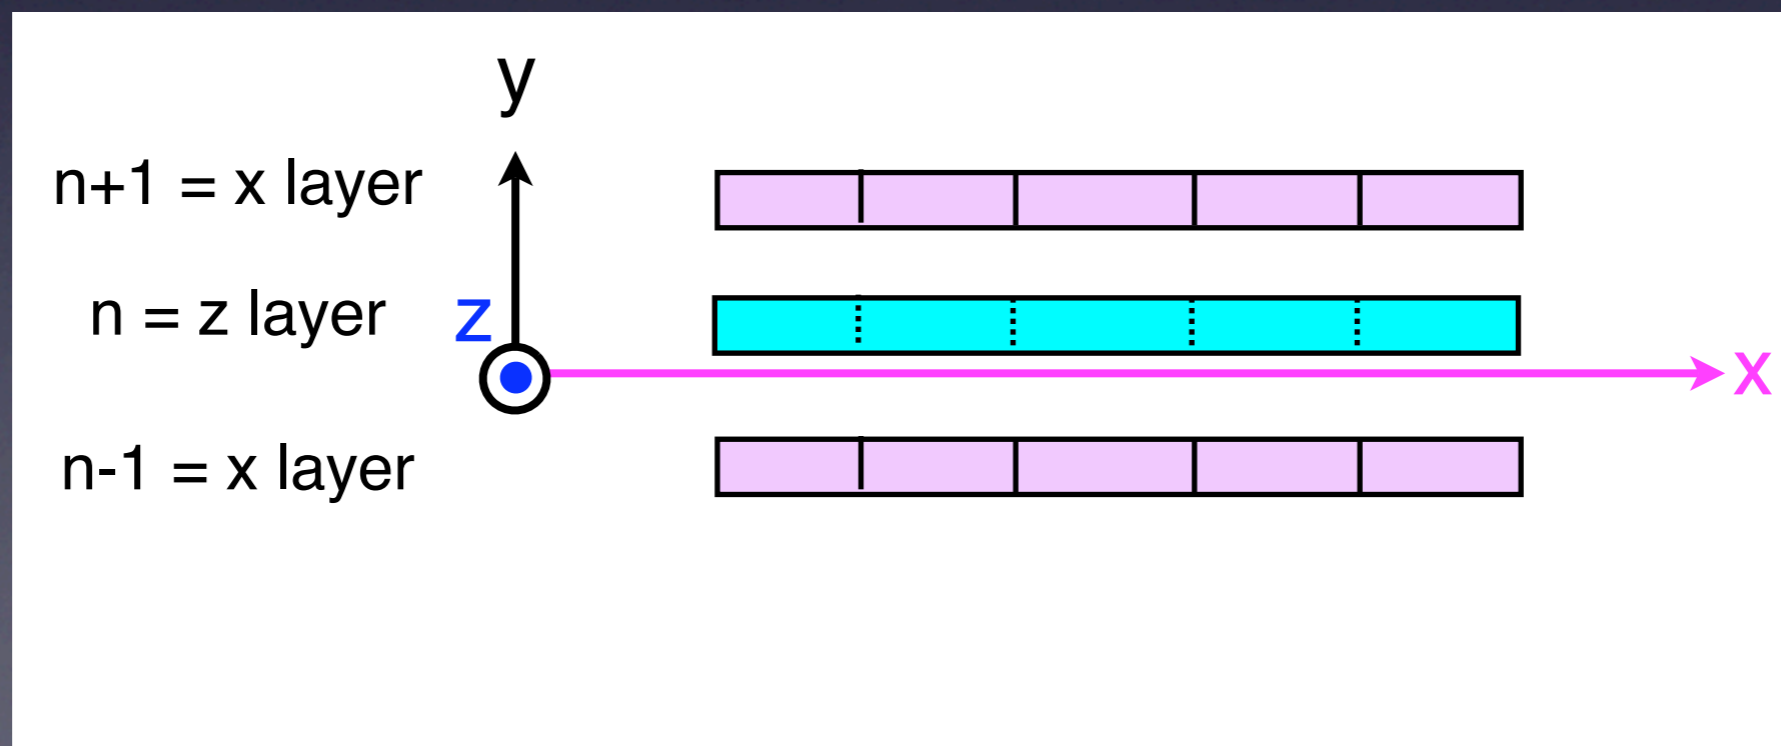 y
n+1 = x layer
n = z layer
z
x
n-1 = x layer